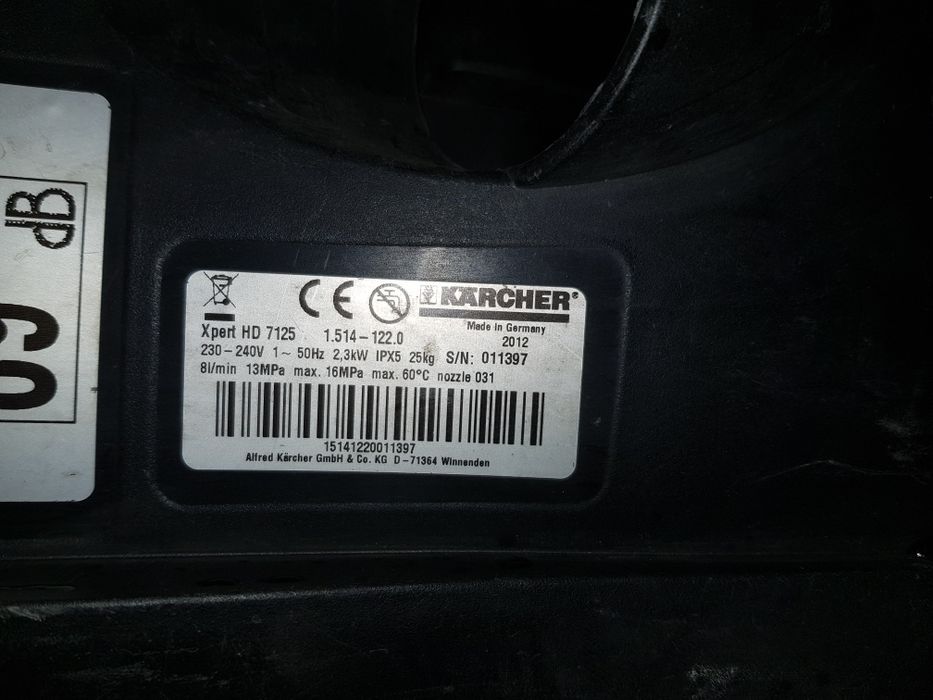 KÄRCHER®
Made in Germany
2012
Xpert HD 7125 1.514-122.0
230-240V 1~ 50Hz 2,3kW IPX5 25kg S/N: 011397
8l/min 13MPa max. 16MPa max. 60°C nozzle 031
15141220011397
Alfred Kärcher GmbH & Co. KG D-71364 Winnenden
dB